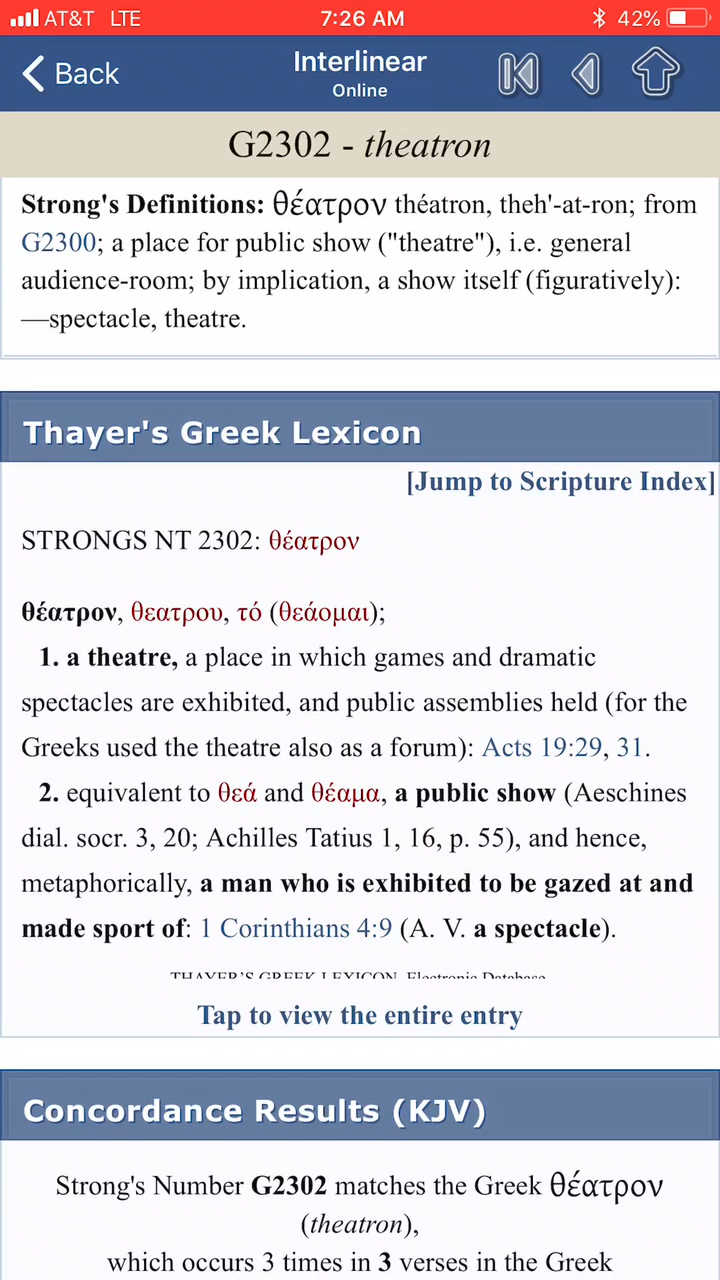 AT&T LTE 7:26 AM 42%
Back Interlinear
Online
G2302 - theatron
Strong's Definitions: θέατρον théatron, theh'-at-ron; from
G2300; a place for public show ("theatre"), i.e. general
audience-room; by implication, a show itself (figuratively):
—spectacle, theatre.
Thayer's Greek Lexicon
[Jump to Scripture Index]
STRONGS NT 2302: θέατρον
θέατρον, θεατρου, τό (θεάομαι);
1. a theatre, a place in which games and dramatic
spectacles are exhibited, and public assemblies held (for the
Greeks used the theatre also as a forum): Acts 19:29, 31.
2. equivalent to θεά and θέαμα, a public show (Aeschines
dial. socr. 3, 20; Achilles Tatius 1, 16, p. 55), and hence,
metaphorically, a man who is exhibited to be gazed at and
made sport of: 1 Corinthians 4:9 (A. V. a spectacle).
THAYER'S GREEK LEXICON, Electronic Database
Tap to view the entire entry
Concordance Results (KJV)
Strong's Number G2302 matches the Greek θέατρον
(theatron),
which occurs 3 times in 3 verses in the Greek